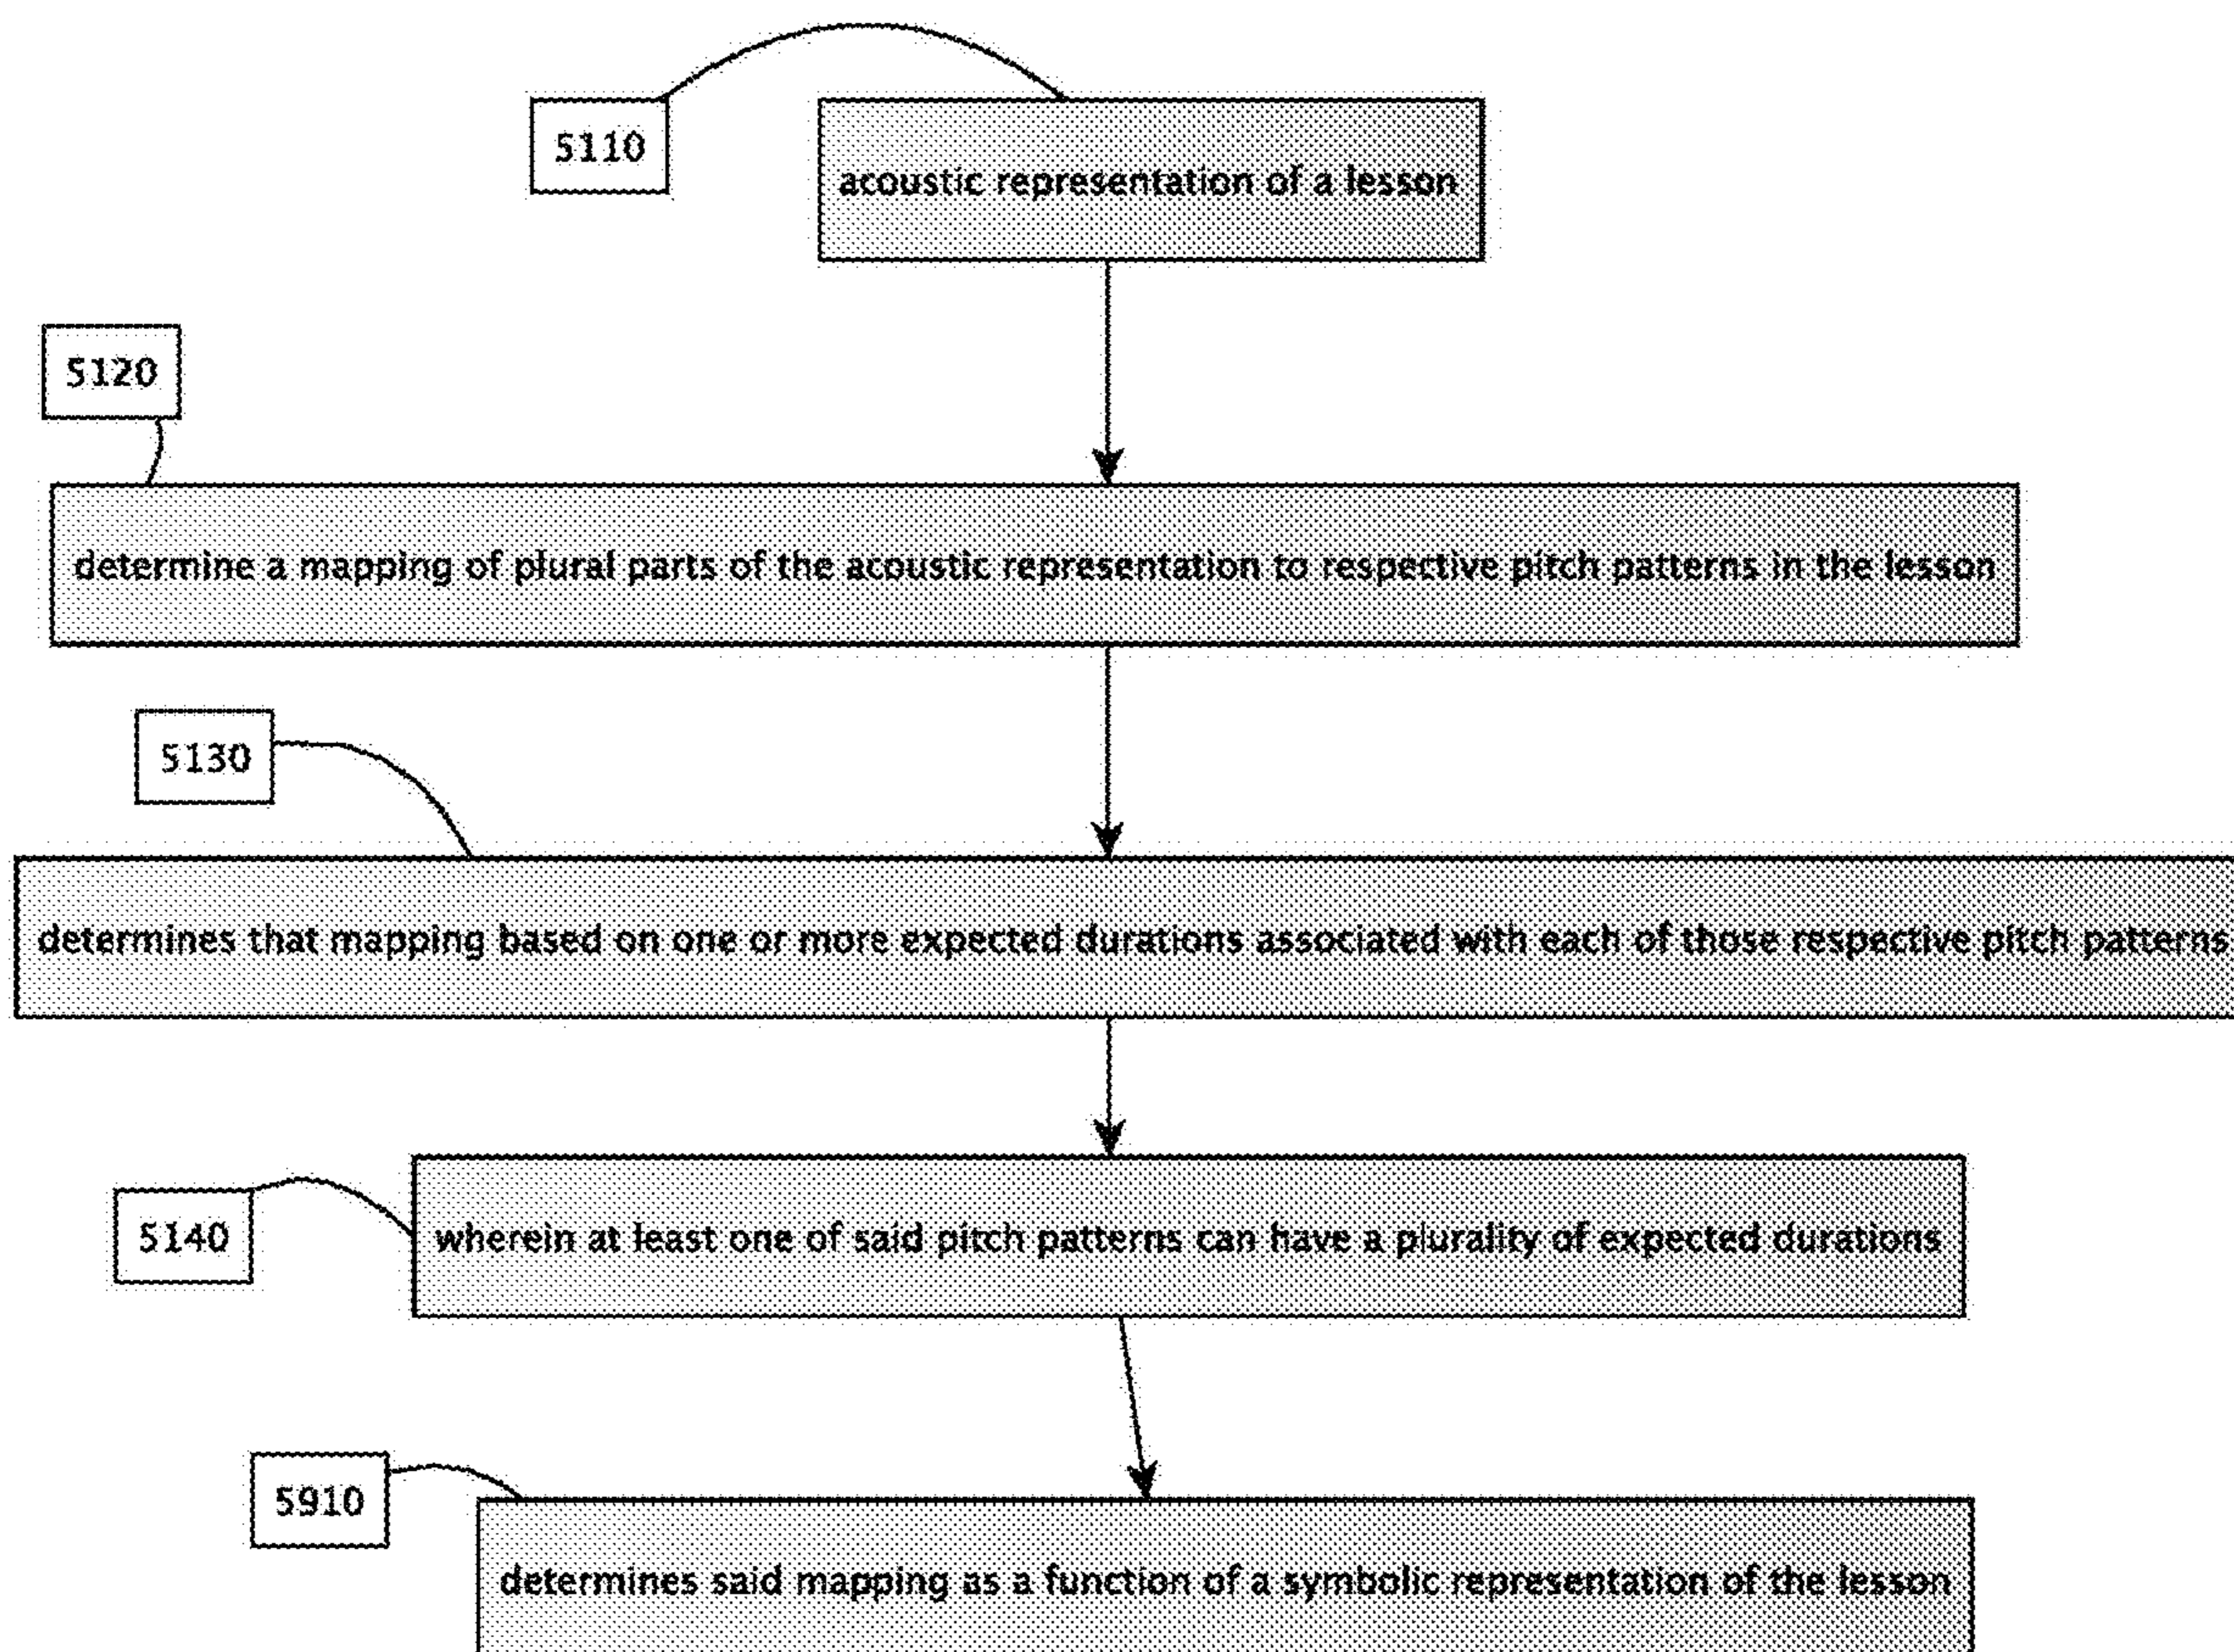 5110
acoustic representation of a lesson
5120
determine a mapping of plural parts of the acoustic representation to respective pitch patterns in the lesson
5130
determines that mapping based on one or more expected durations associated with each of those respective pitch patterns
5140
wherein at least one of said pitch patterns can have a plurality of expected durations
5910
determines said mapping as a function of a symbolic representation of the lesson